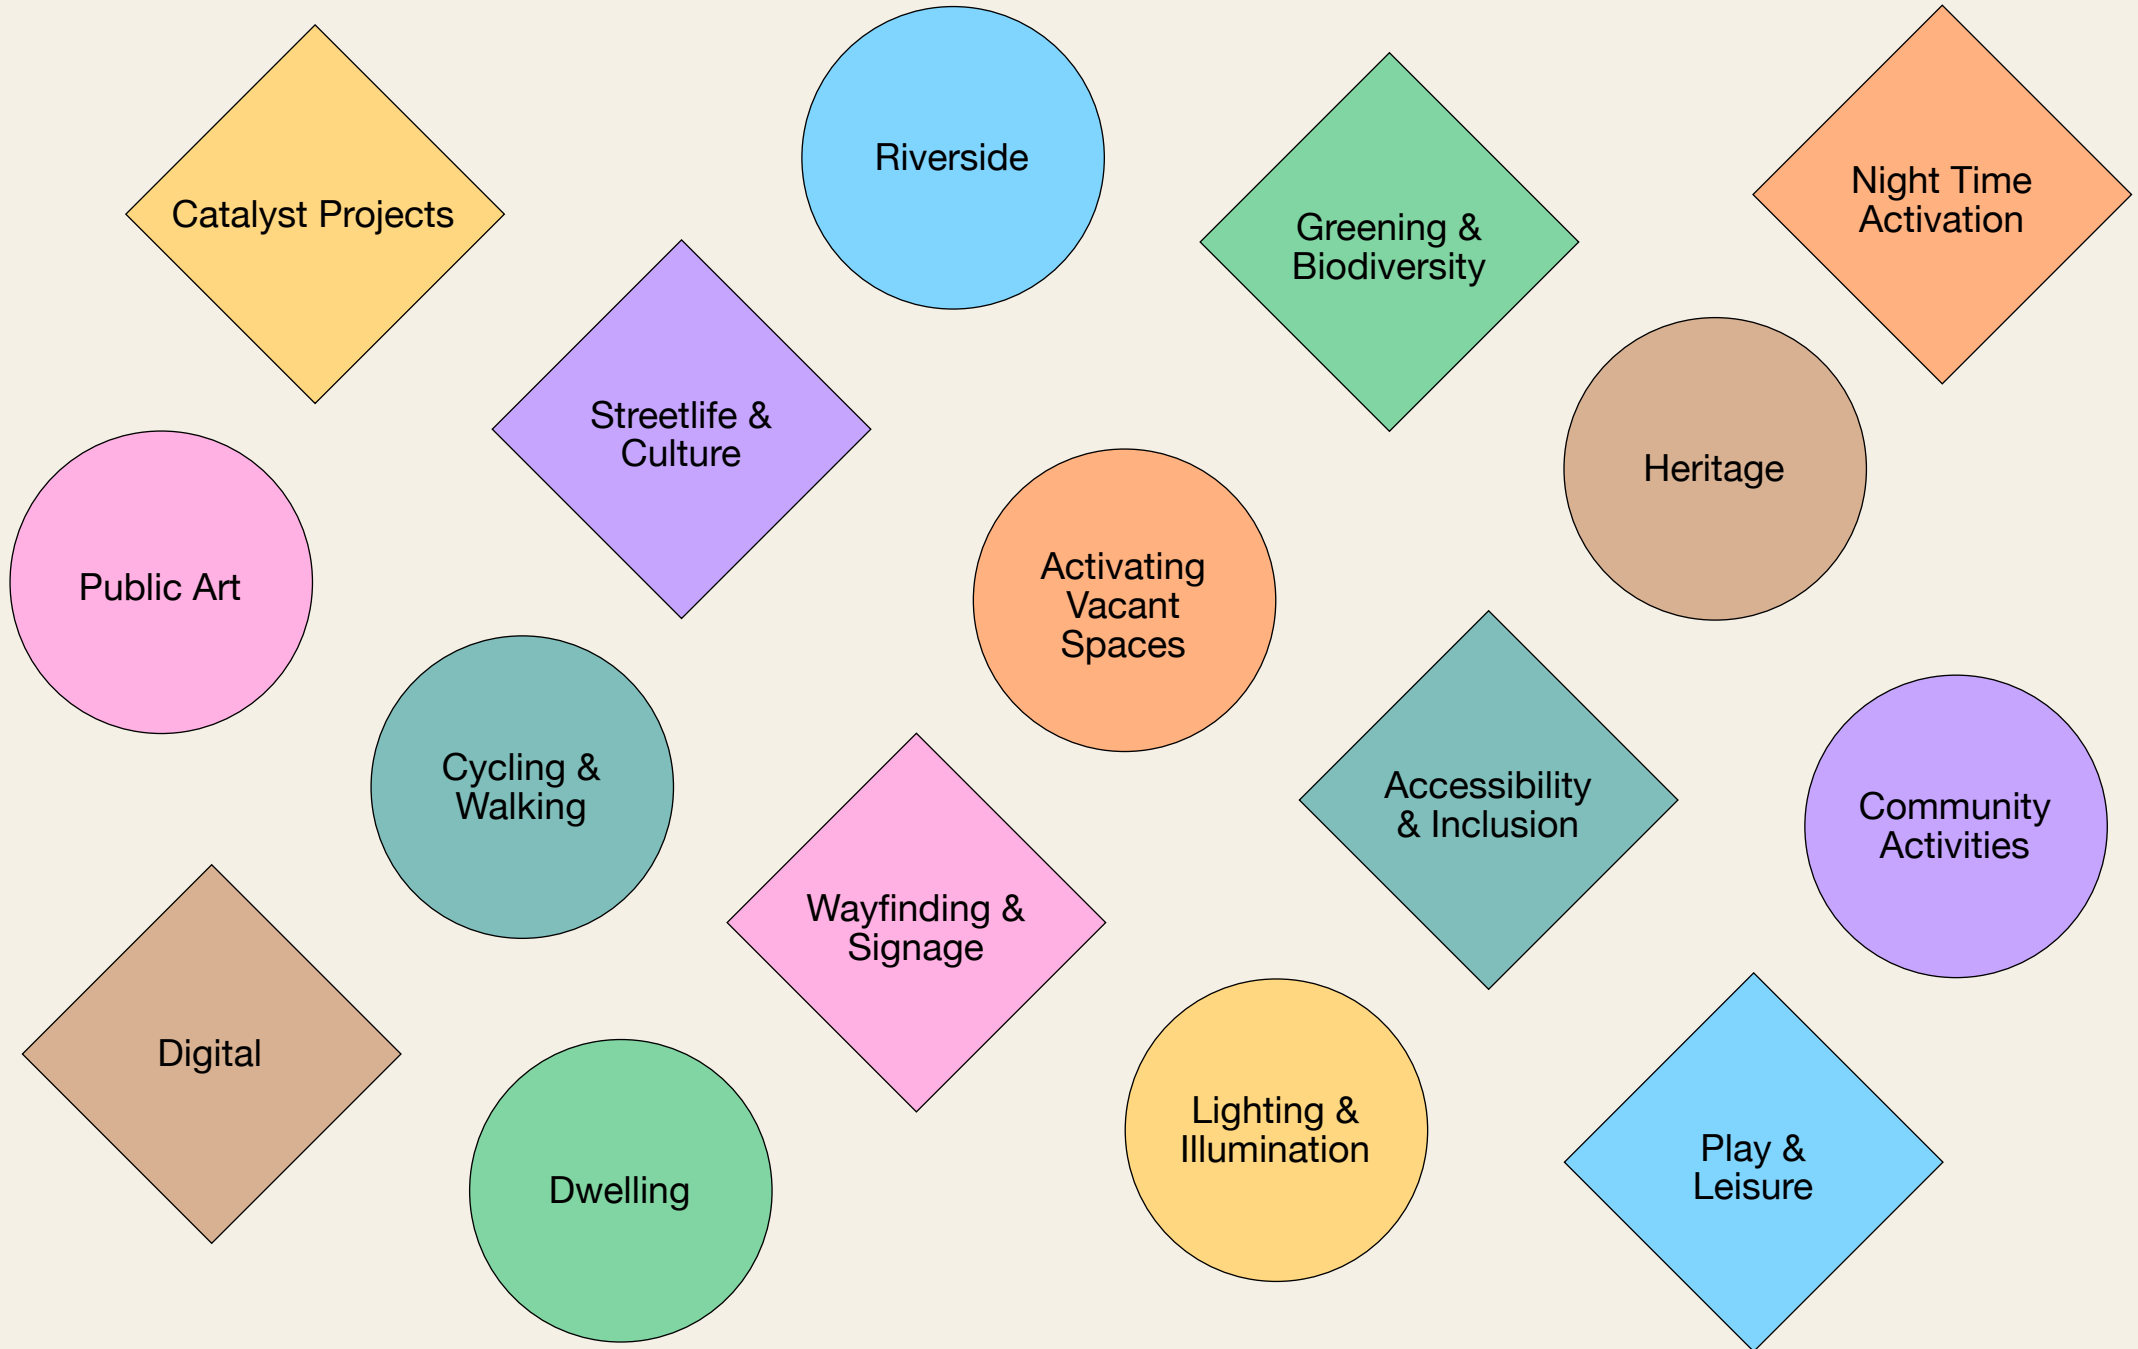 Catalyst Projects
Riverside
Greening &
Biodiversity
Night Time
Activation
Streetlife &
Culture
Heritage
Public Art
Activating
Vacant
Spaces
Cycling &
Walking
Accessibility
& Inclusion
Community
Activities
Wayfinding &
Signage
Digital
Dwelling
Lighting &
Illumination
Play &
Leisure